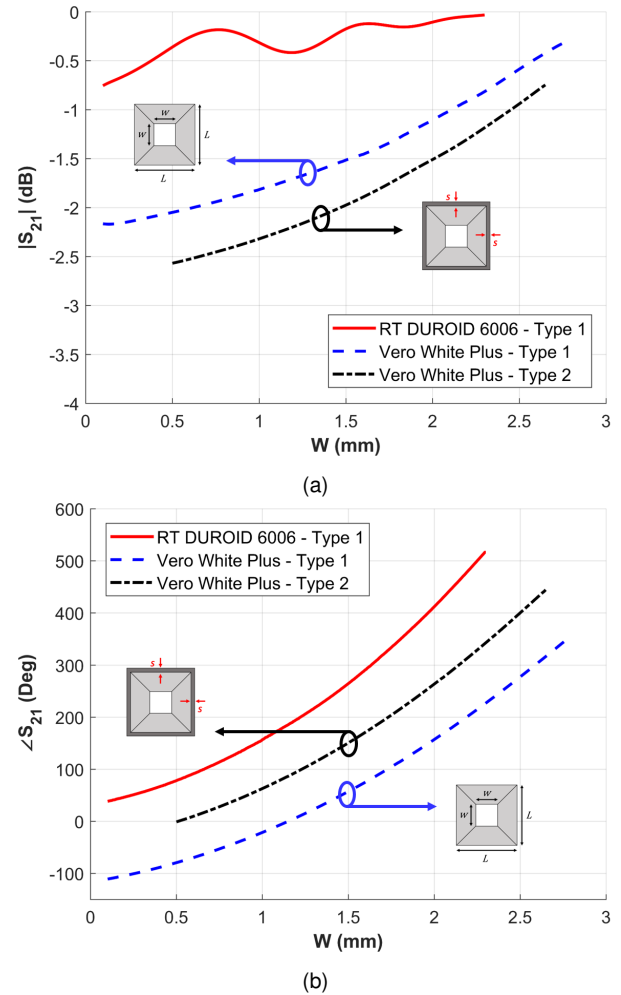 0
-0.5
-1
-1.5
-2
-2.5
-3
-3.5
-4
|S21| (dB)
W
W
L
L
s
s
RT DUROID 6006 - Type 1
Vero White Plus - Type 1
Vero White Plus - Type 2
0 0.5 1 1.5 2 2.5 3
W (mm)
(a)
600
500
400
300
200
100
0
-100
∠S21 (Deg)
RT DUROID 6006 - Type 1
Vero White Plus - Type 1
Vero White Plus - Type 2
s
s
W
W
L
L
0 0.5 1 1.5 2 2.5 3
W (mm)
(b)